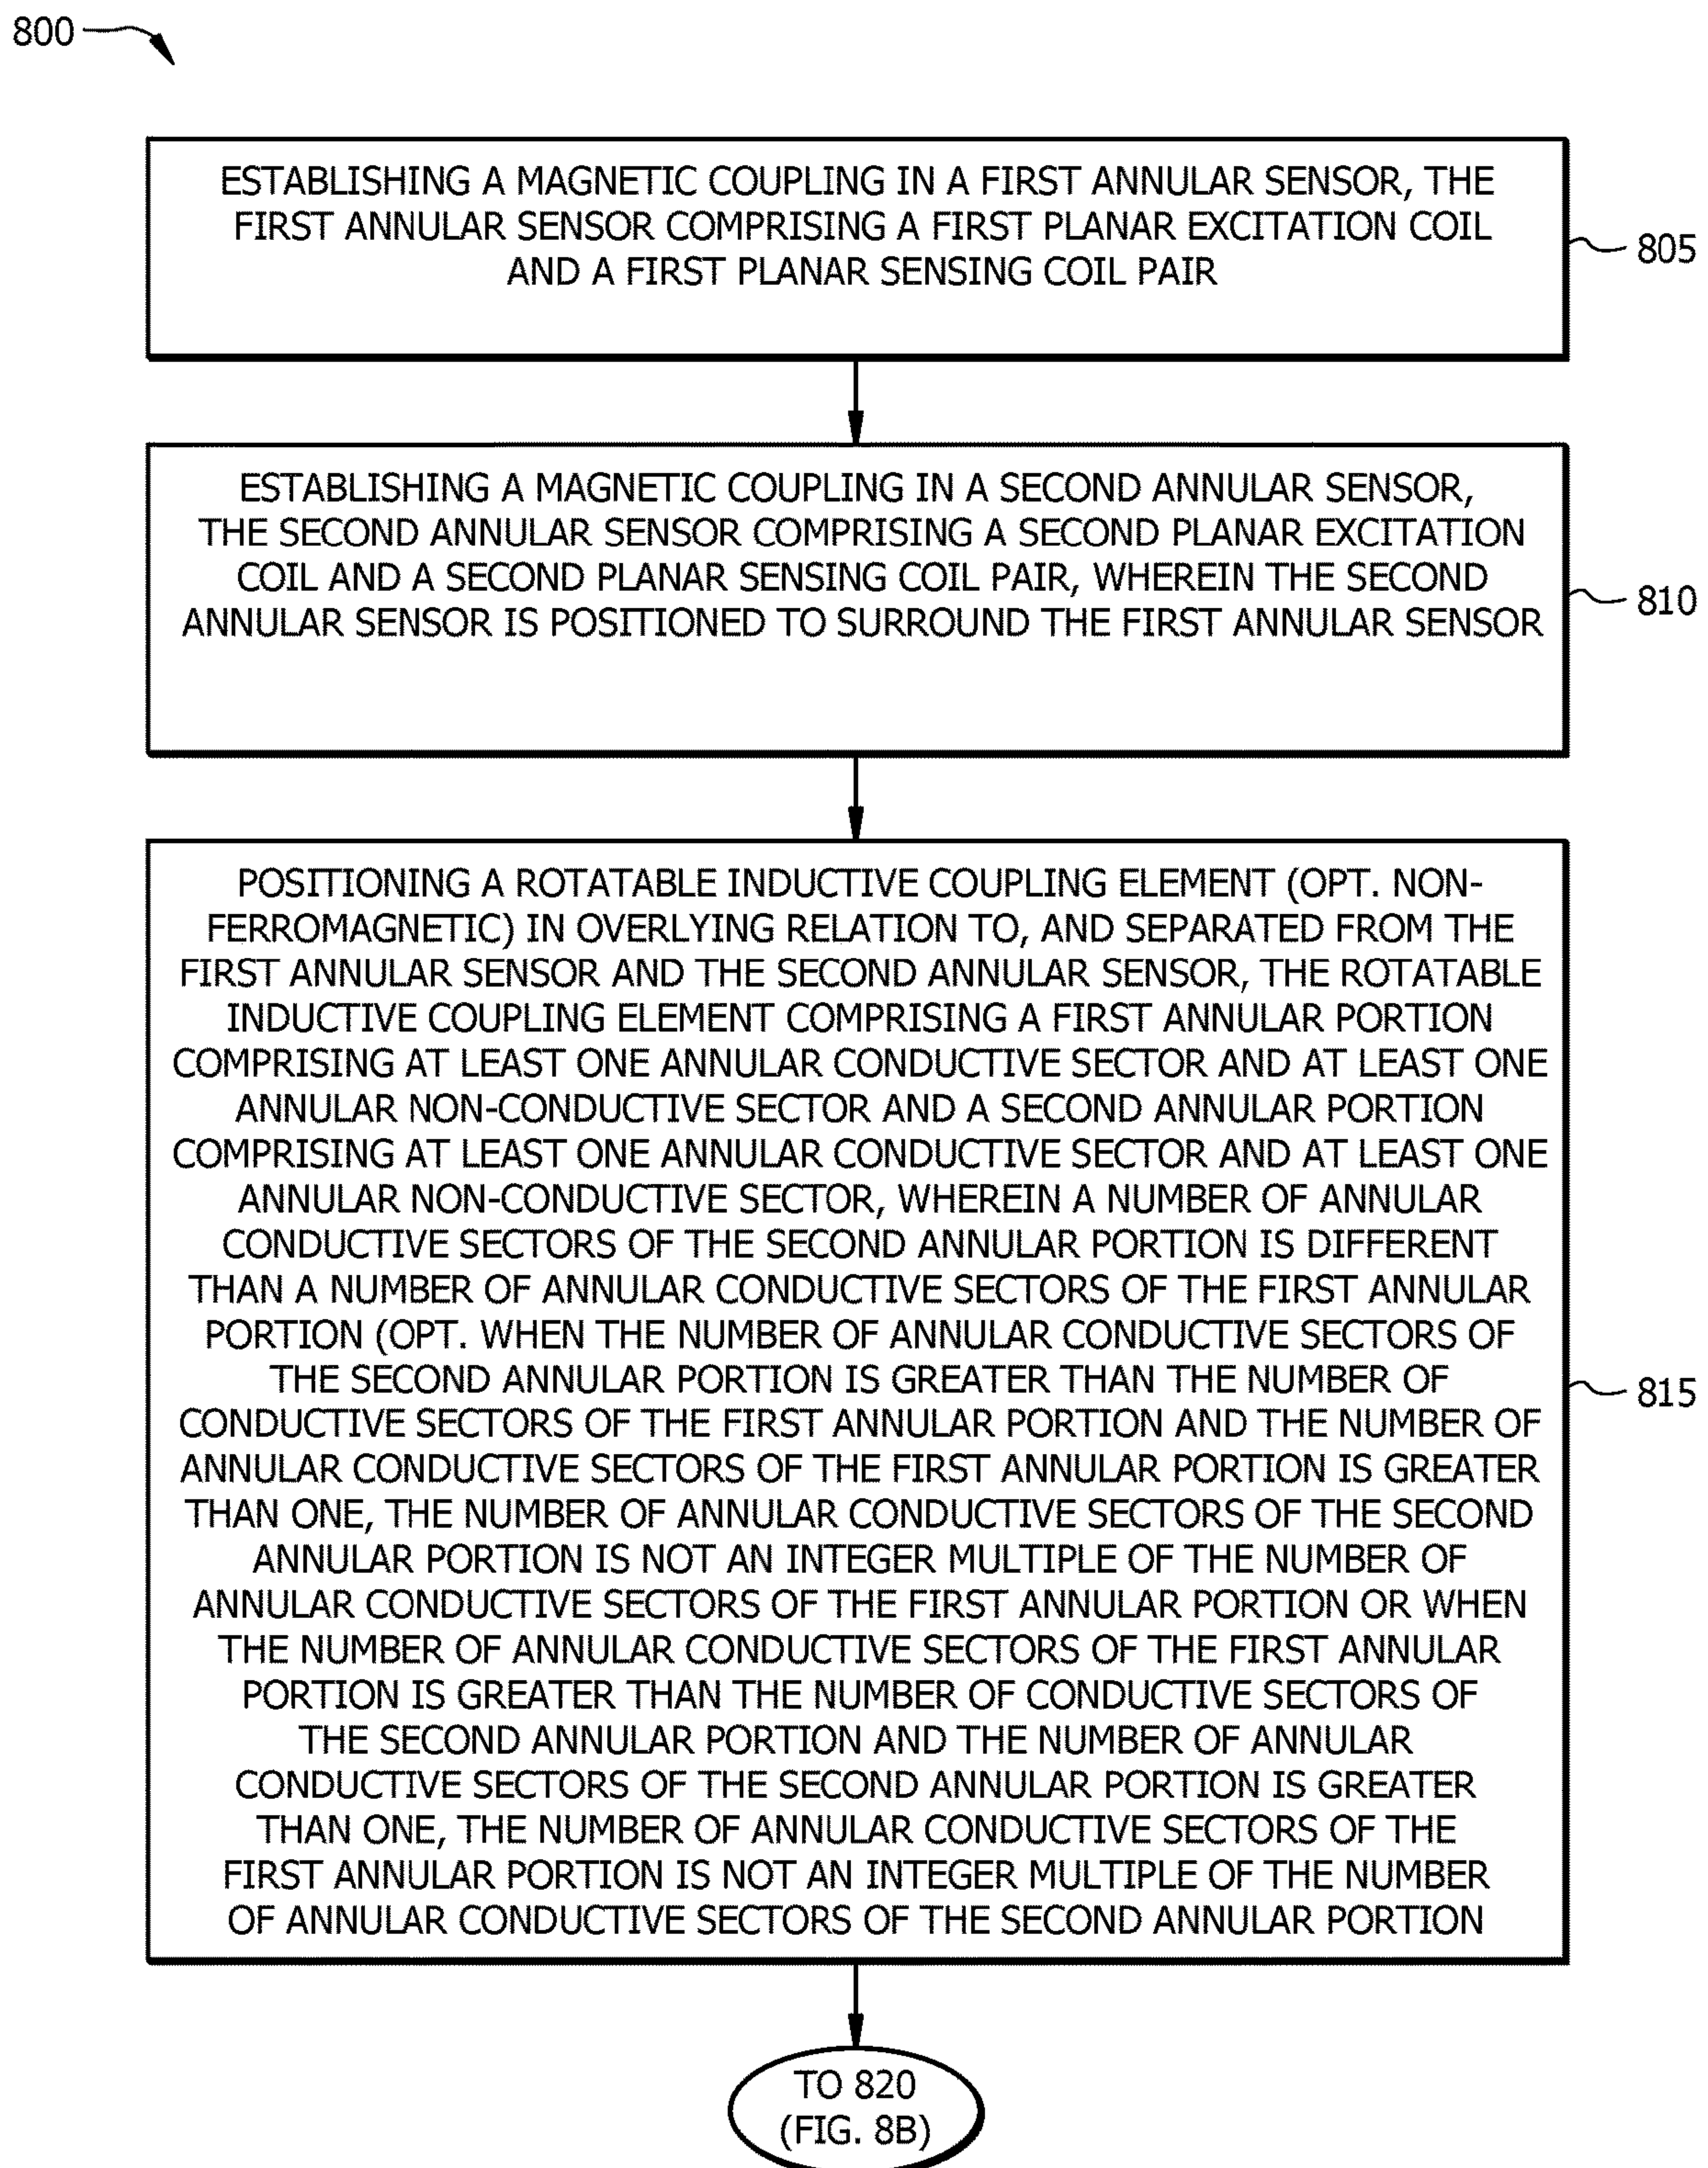 800
ESTABLISHING A MAGNETIC COUPLING IN A FIRST ANNULAR SENSOR, THE
FIRST ANNULAR SENSOR COMPRISING A FIRST PLANAR EXCITATION COIL
AND A FIRST PLANAR SENSING COIL PAIR
805
ESTABLISHING A MAGNETIC COUPLING IN A SECOND ANNULAR SENSOR,
THE SECOND ANNULAR SENSOR COMPRISING A SECOND PLANAR EXCITATION
COIL AND A SECOND PLANAR SENSING COIL PAIR, WHEREIN THE SECOND
ANNULAR SENSOR IS POSITIONED TO SURROUND THE FIRST ANNULAR SENSOR
810
POSITIONING A ROTATABLE INDUCTIVE COUPLING ELEMENT (OPT. NON-
FERROMAGNETIC) IN OVERLYING RELATION TO, AND SEPARATED FROM THE
FIRST ANNULAR SENSOR AND THE SECOND ANNULAR SENSOR, THE ROTATABLE
INDUCTIVE COUPLING ELEMENT COMPRISING A FIRST ANNULAR PORTION
COMPRISING AT LEAST ONE ANNULAR CONDUCTIVE SECTOR AND AT LEAST ONE
ANNULAR NON-CONDUCTIVE SECTOR AND A SECOND ANNULAR PORTION
COMPRISING AT LEAST ONE ANNULAR CONDUCTIVE SECTOR AND AT LEAST ONE
ANNULAR NON-CONDUCTIVE SECTOR, WHEREIN A NUMBER OF ANNULAR
CONDUCTIVE SECTORS OF THE SECOND ANNULAR PORTION IS DIFFERENT
THAN A NUMBER OF ANNULAR CONDUCTIVE SECTORS OF THE FIRST ANNULAR
PORTION (OPT. WHEN THE NUMBER OF ANNULAR CONDUCTIVE SECTORS OF
THE SECOND ANNULAR PORTION IS GREATER THAN THE NUMBER OF
CONDUCTIVE SECTORS OF THE FIRST ANNULAR PORTION AND THE NUMBER OF
ANNULAR CONDUCTIVE SECTORS OF THE FIRST ANNULAR PORTION IS GREATER
THAN ONE, THE NUMBER OF ANNULAR CONDUCTIVE SECTORS OF THE SECOND
ANNULAR PORTION IS NOT AN INTEGER MULTIPLE OF THE NUMBER OF
ANNULAR CONDUCTIVE SECTORS OF THE FIRST ANNULAR PORTION OR WHEN
THE NUMBER OF ANNULAR CONDUCTIVE SECTORS OF THE FIRST ANNULAR
PORTION IS GREATER THAN THE NUMBER OF CONDUCTIVE SECTORS OF
THE SECOND ANNULAR PORTION AND THE NUMBER OF ANNULAR
CONDUCTIVE SECTORS OF THE SECOND ANNULAR PORTION IS GREATER
THAN ONE, THE NUMBER OF ANNULAR CONDUCTIVE SECTORS OF THE
FIRST ANNULAR PORTION IS NOT AN INTEGER MULTIPLE OF THE NUMBER
OF ANNULAR CONDUCTIVE SECTORS OF THE SECOND ANNULAR PORTION
815
TO 820
(FIG. 8B)